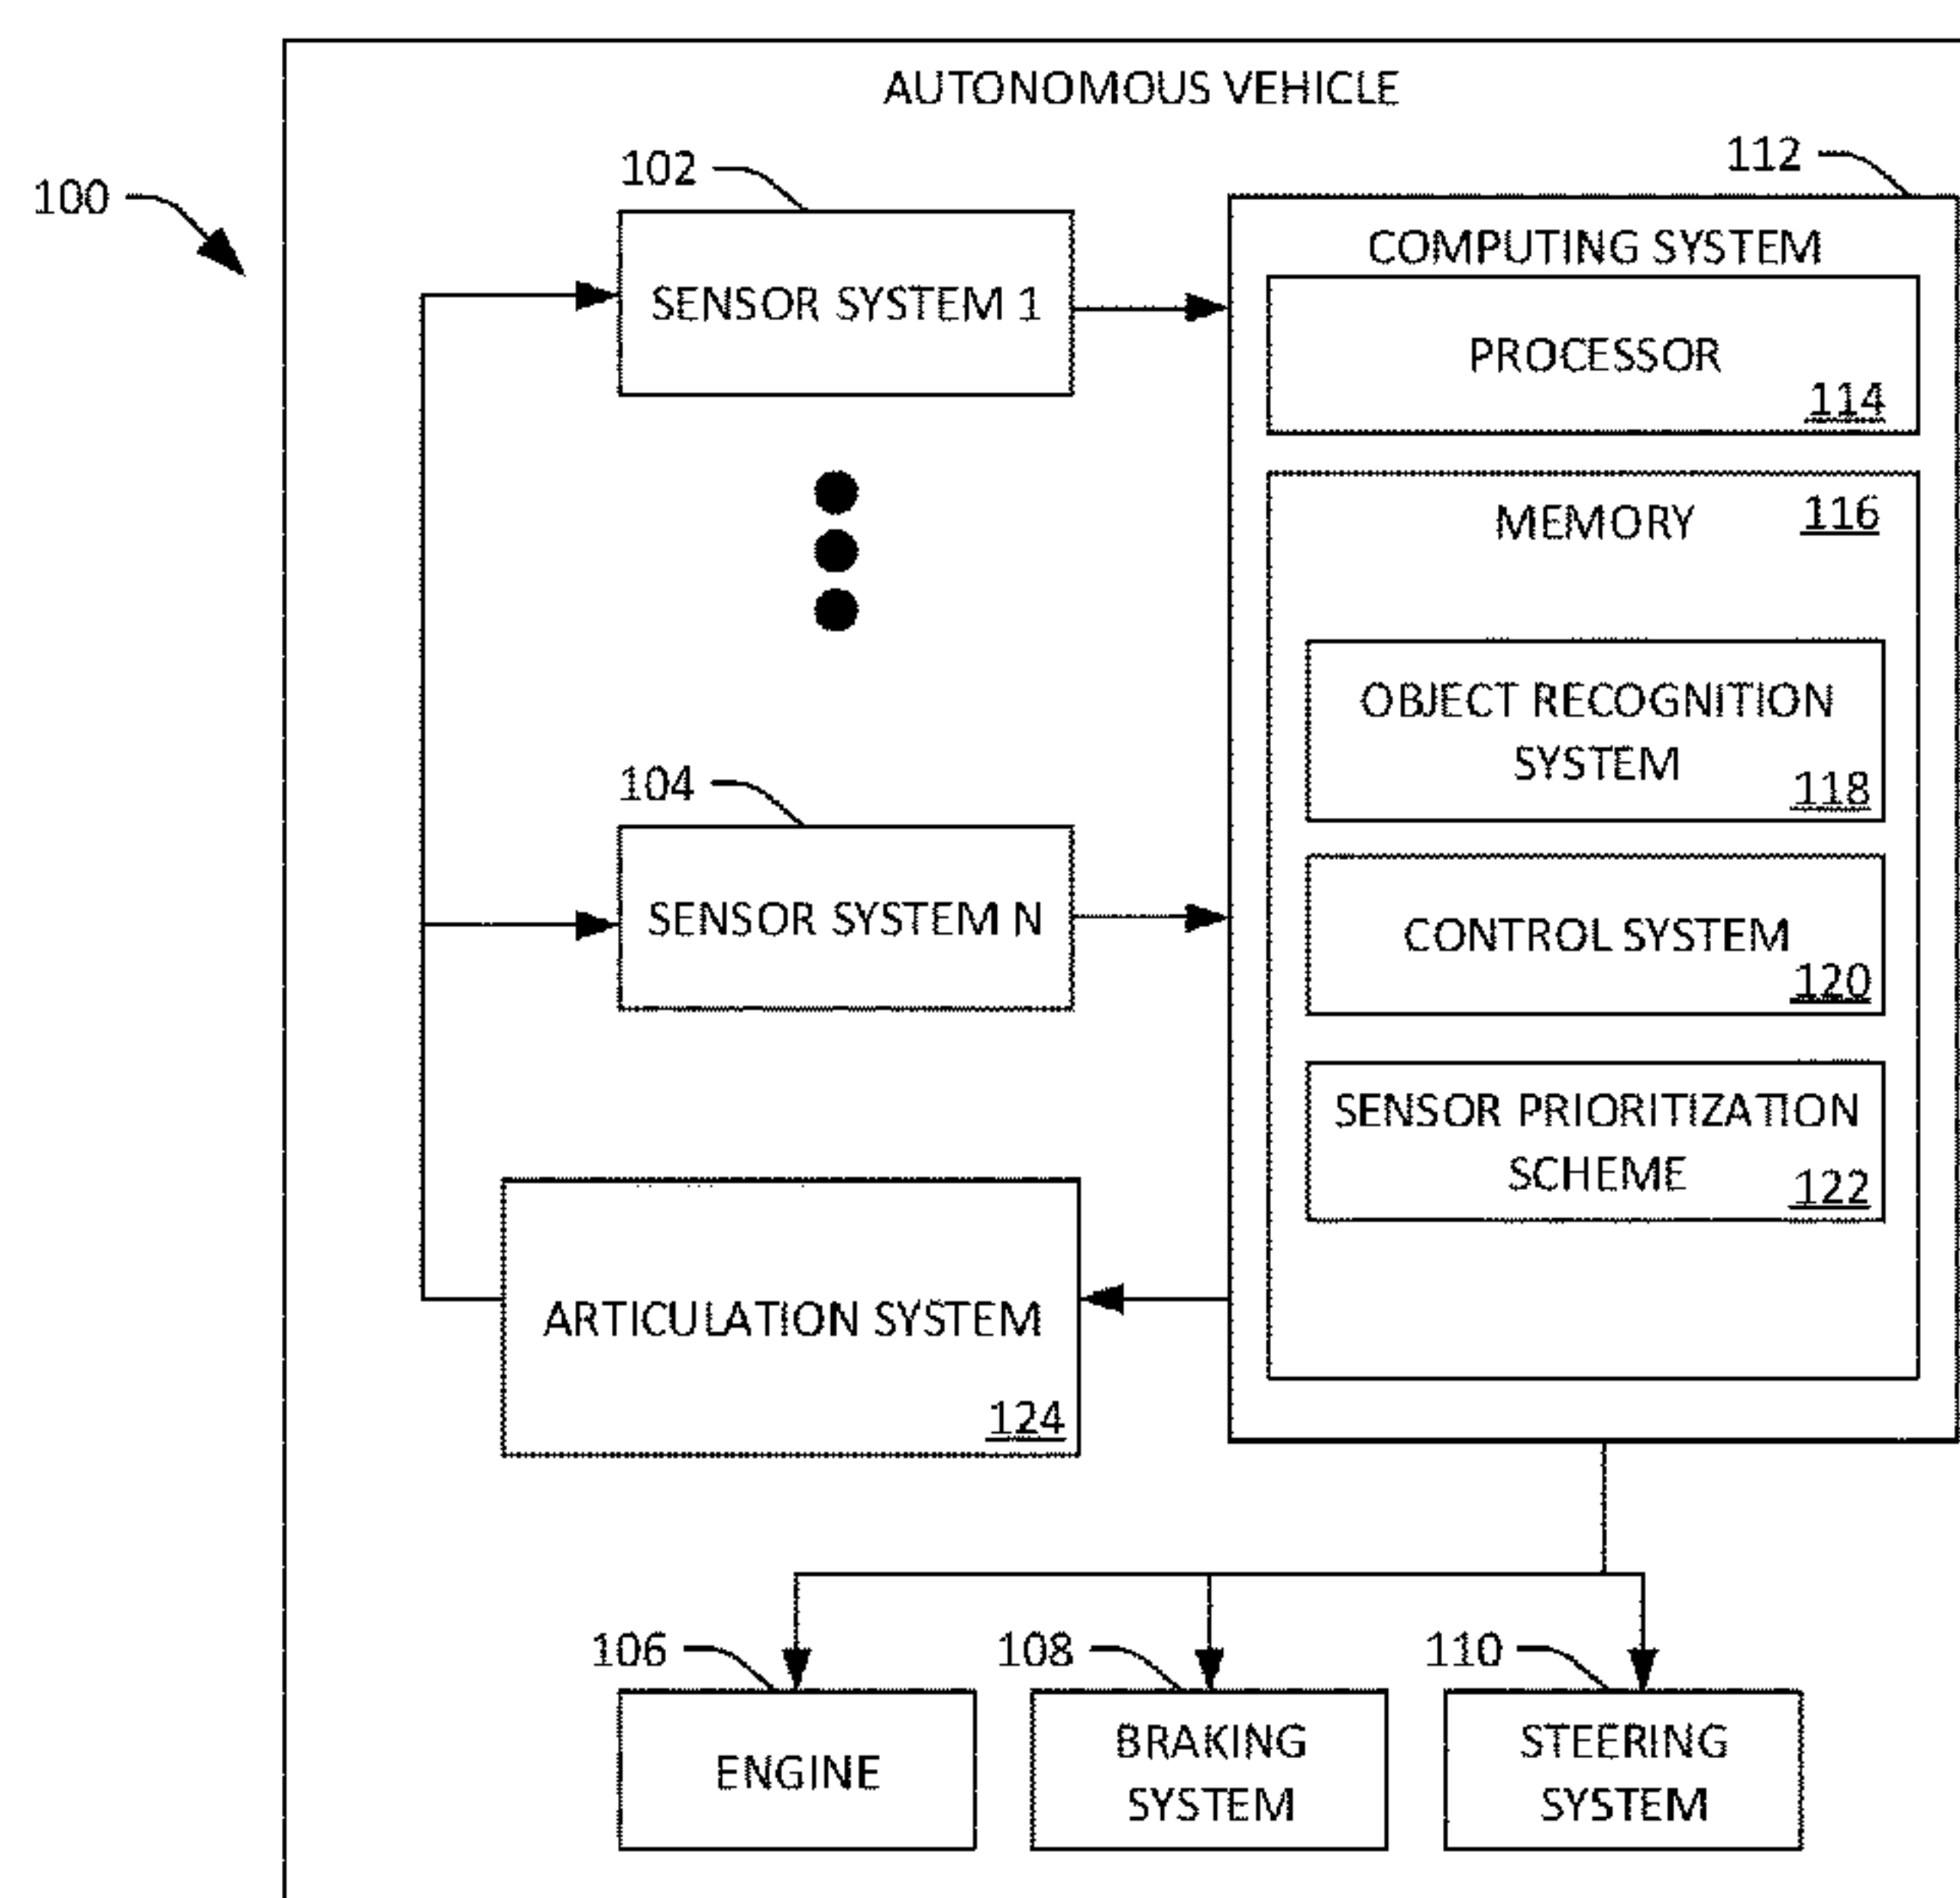 AUTONOMOUS VEHICLE
100
102
112
SENSOR SYSTEM 1
COMPUTING SYSTEM
PROCESSOR
114
MEMORY
116
OBJECT RECOGNITION
SYSTEM
118
104
SENSOR SYSTEM N
CONTROL SYSTEM
120
SENSOR PRIORITIZATION
SCHEME
122
ARTICULATION SYSTEM
124
106
108
110
ENGINE
BRAKING
SYSTEM
STEERING
SYSTEM